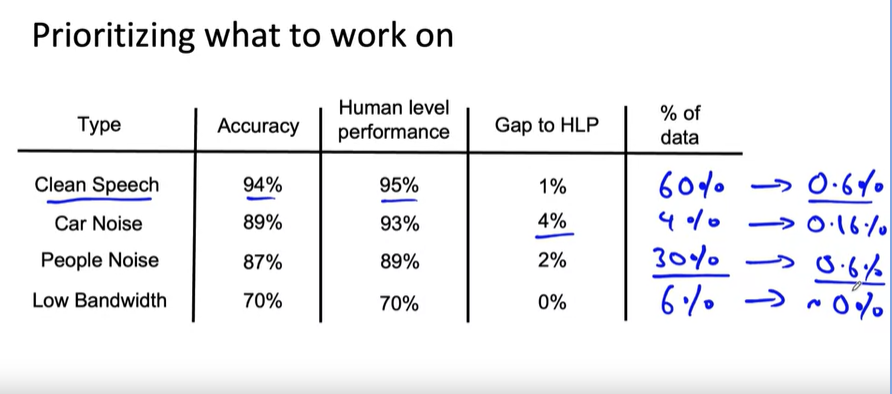 Prioritizing what to work on
Type Accuracy Human level performance Gap to HLP % of data
Clean Speech 94% 95% 1% 60% → 0.6%
Car Noise 89% 93% 4% 4% → 0.16%
People Noise 87% 89% 2% 30% → 0.6%
Low Bandwidth 70% 70% 0% 6% → ~0%